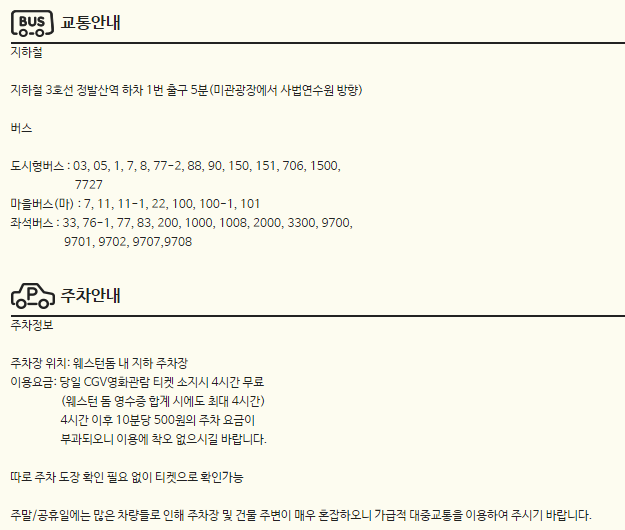 BUS 교통안내
지하철
지하철 3호선 정발산역 하차 1번 출구 5분(미관광장에서 사법연수원 방향)
버스
도시형버스 : 03, 05, 1, 7, 8, 77-2, 88, 90, 150, 151, 706, 1500,
7727
마을버스(마) : 7, 11, 11-1, 22, 100, 100-1, 101
좌석버스 : 33, 76-1, 77, 83, 200, 1000, 1008, 2000, 3300, 9700,
9701, 9702, 9707,9708
P 주차안내
주차정보
주차장 위치: 웨스턴돔 내 지하 주차장
이용요금: 당일 CGV영화관람 티켓 소지시 4시간 무료
(웨스턴 돔 영수증 합계 시에도 최대 4시간)
4시간 이후 10분당 500원의 주차 요금이
부과되오니 이용에 착오 없으시길 바랍니다.
따로 주차 도장 확인 필요 없이 티켓으로 확인가능
주말/공휴일에는 많은 차량들로 인해 주차장 및 건물 주변이 매우 혼잡하오니 가급적 대중교통을 이용하여 주시기 바랍니다.